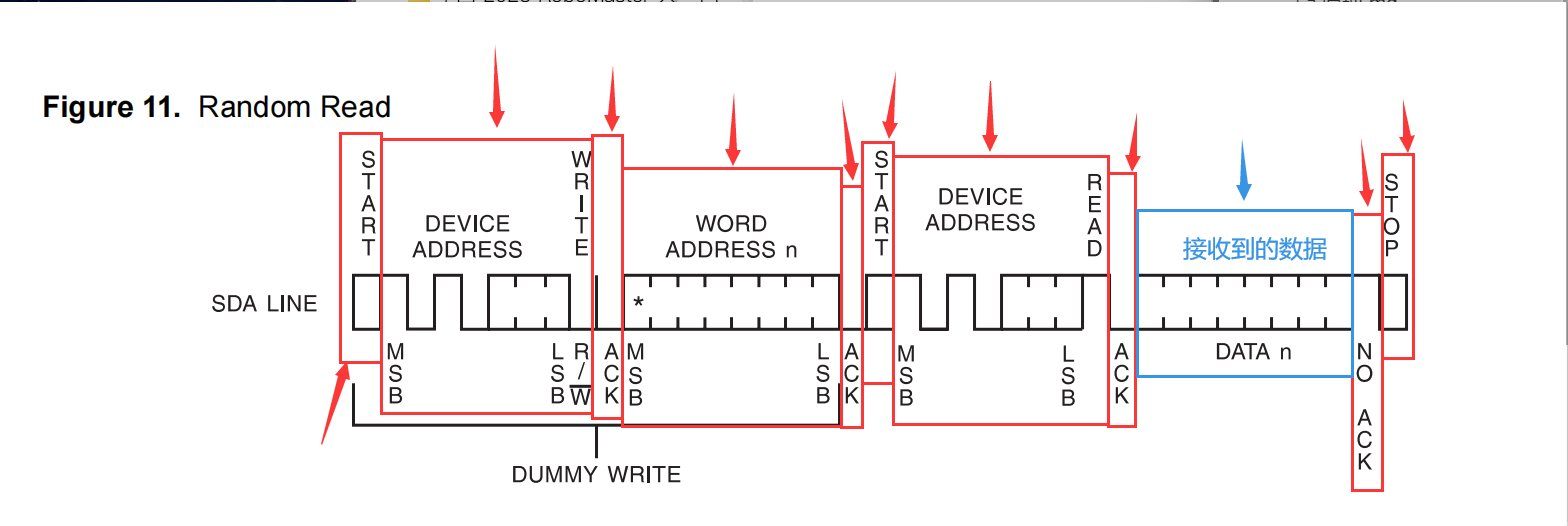 Figure 11. Random Read
START
DEVICE
ADDRESS
WRITE
WORD
ADDRESS n
START
DEVICE
ADDRESS
READ
接收到的数据
STOP
SDA LINE
*
MSB
LSB
R/W
ACK
MSB
LSB
ACK
MSB
LSB
ACK
DATA n
NO ACK
DUMMY WRITE